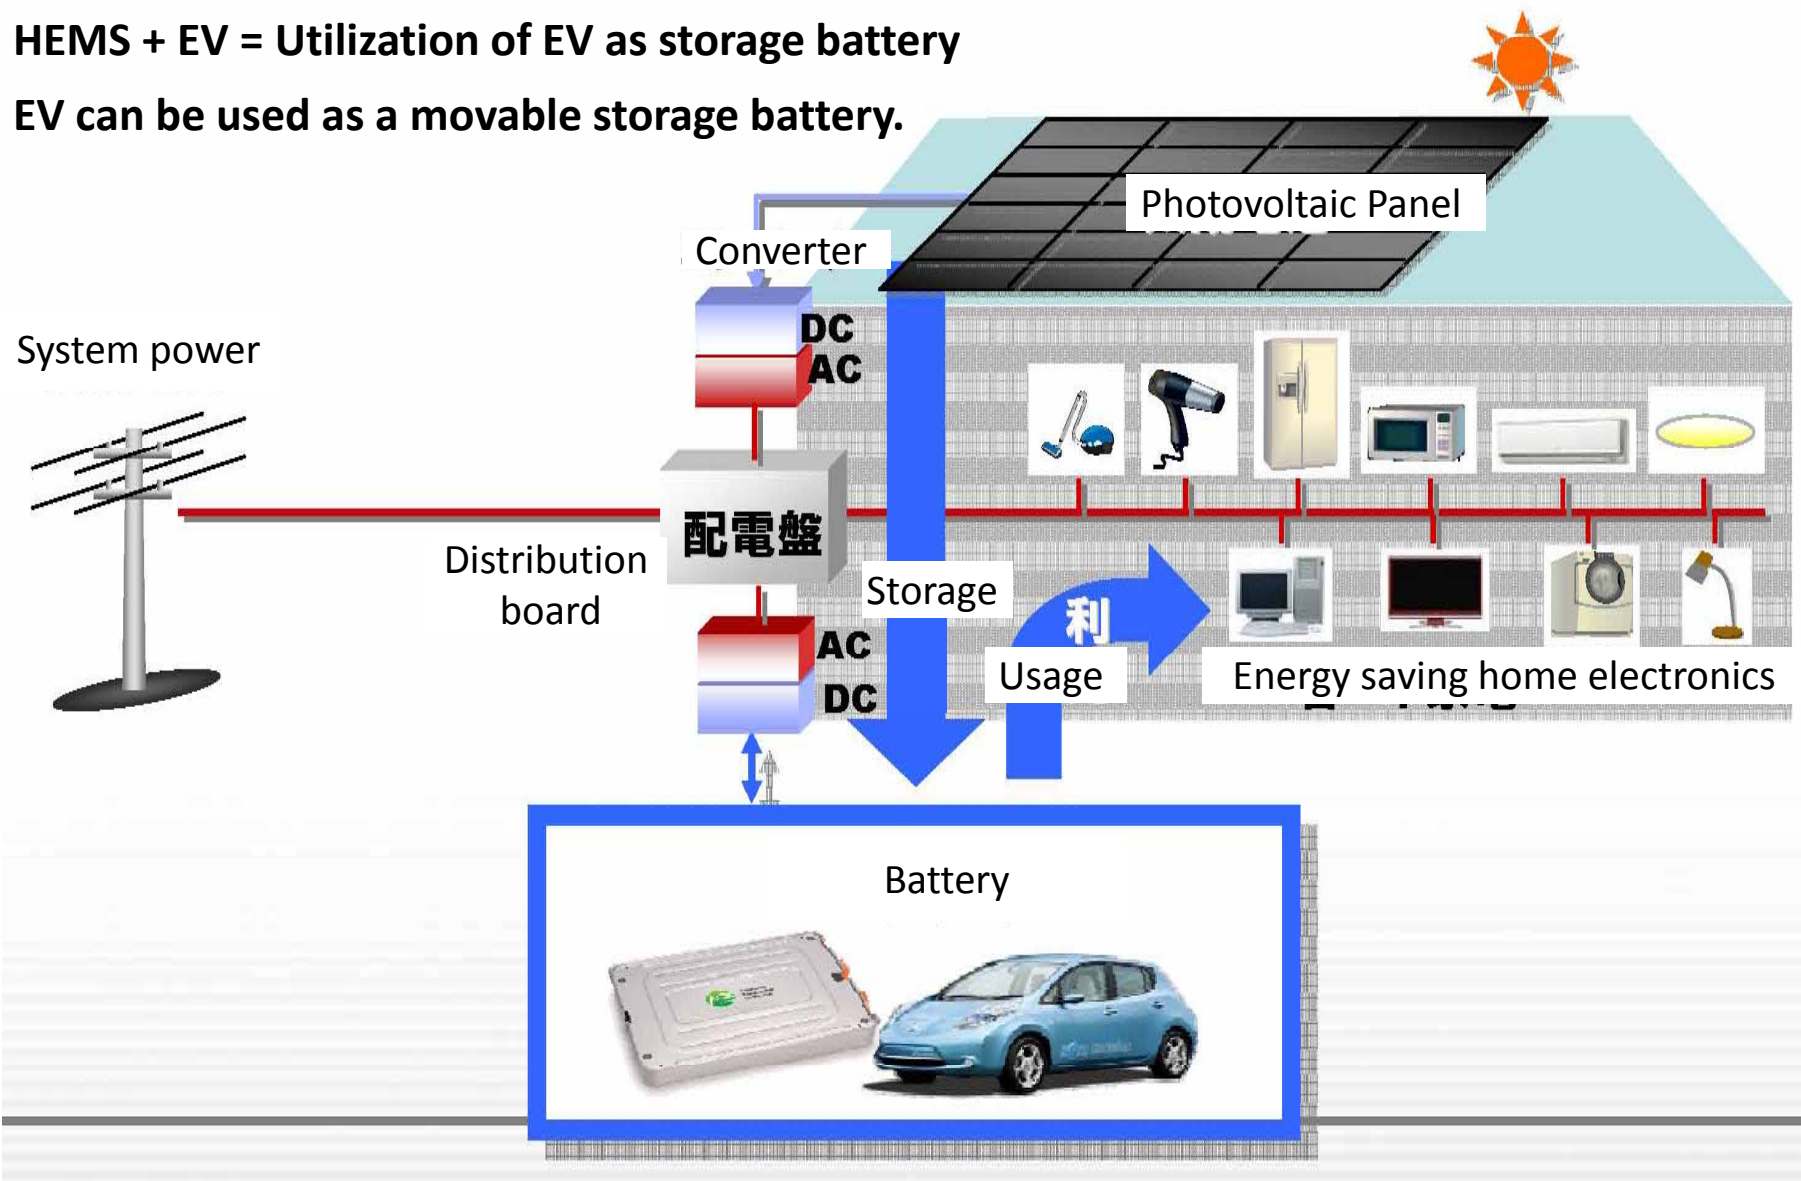 HEMS + EV = Utilization of EV as storage battery
EV can be used as a movable storage battery.
Photovoltaic Panel
Converter
DC
AC
System power
配電盤
Distribution
board
Storage
利
Usage
AC
DC
Energy saving home electronics
Battery